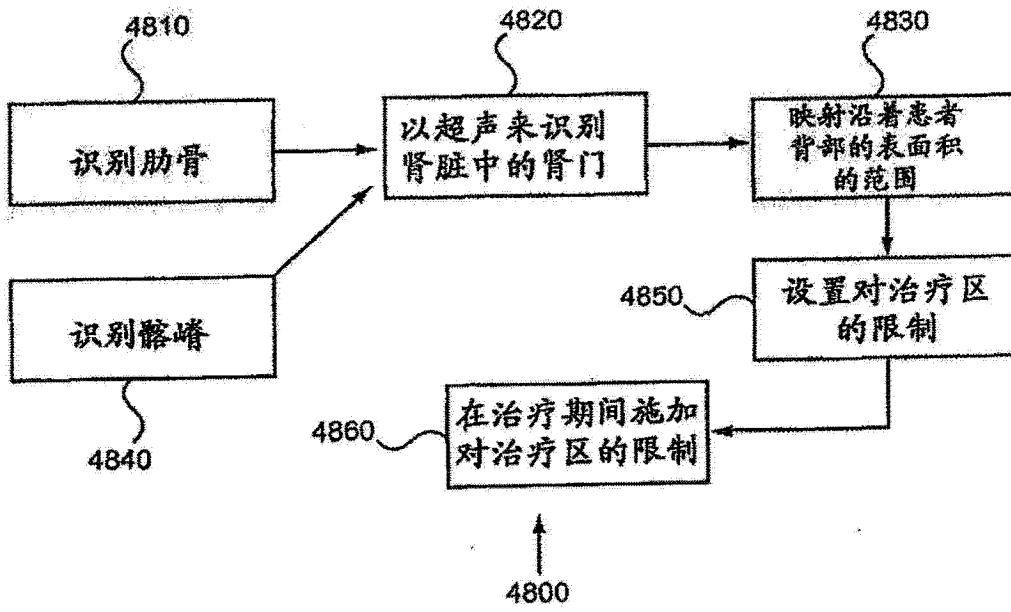 4810
识别肋骨
4820
以超声来识别
肾脏中的肾门
4830
映射沿着患者
背部的表面积
的范围
识别髂嵴
4840
4850
设置对治疗区
的限制
4860
在治疗期间施加
对治疗区的限制
4800